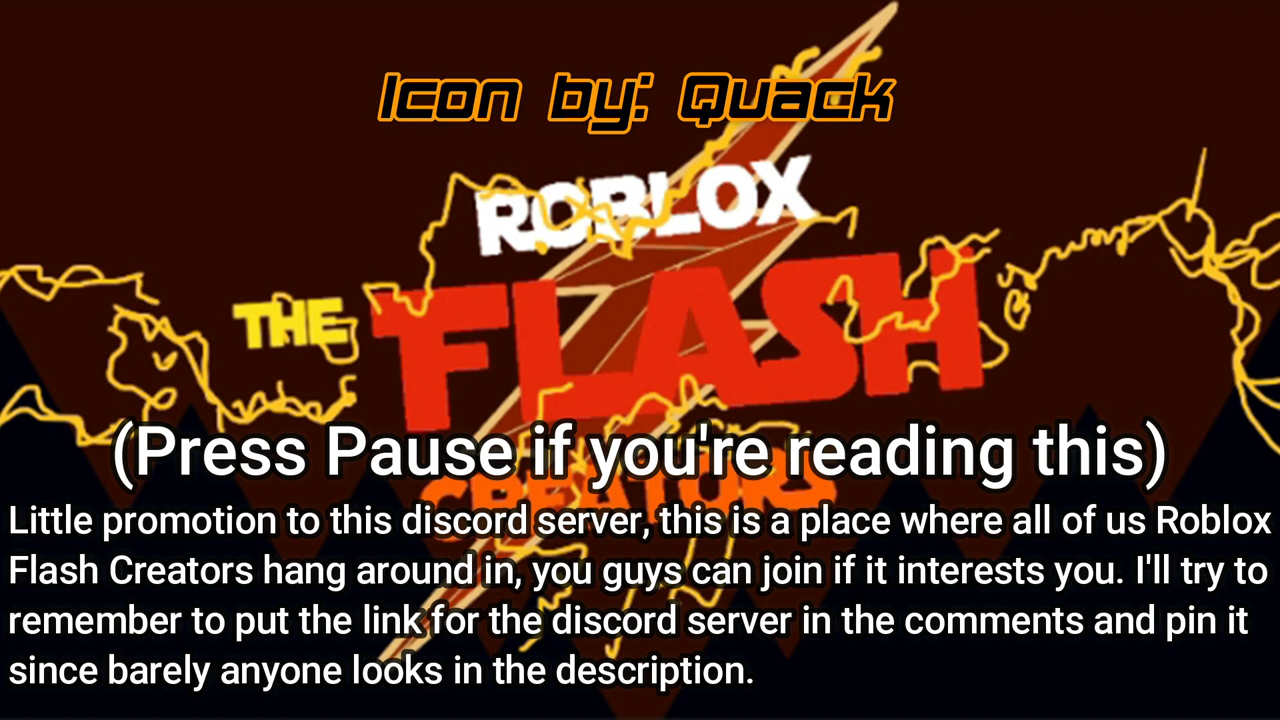 Icon by: Quack
ROBLOX
THE FLASH
(Press Pause if you're reading this)
CREATORS
Little promotion to this discord server, this is a place where all of us Roblox
Flash Creators hang around in, you guys can join if it interests you. I'll try to
remember to put the link for the discord server in the comments and pin it
since barely anyone looks in the description.